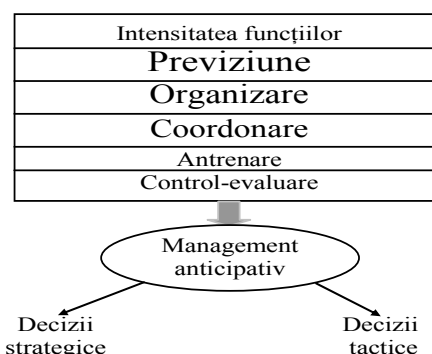 Intensitatea funcțiilor
Previziune
Organizare
Coordonare
Antrenare
Control-evaluare
Management
anticipativ
Decizii
strategice
Decizii
tactice